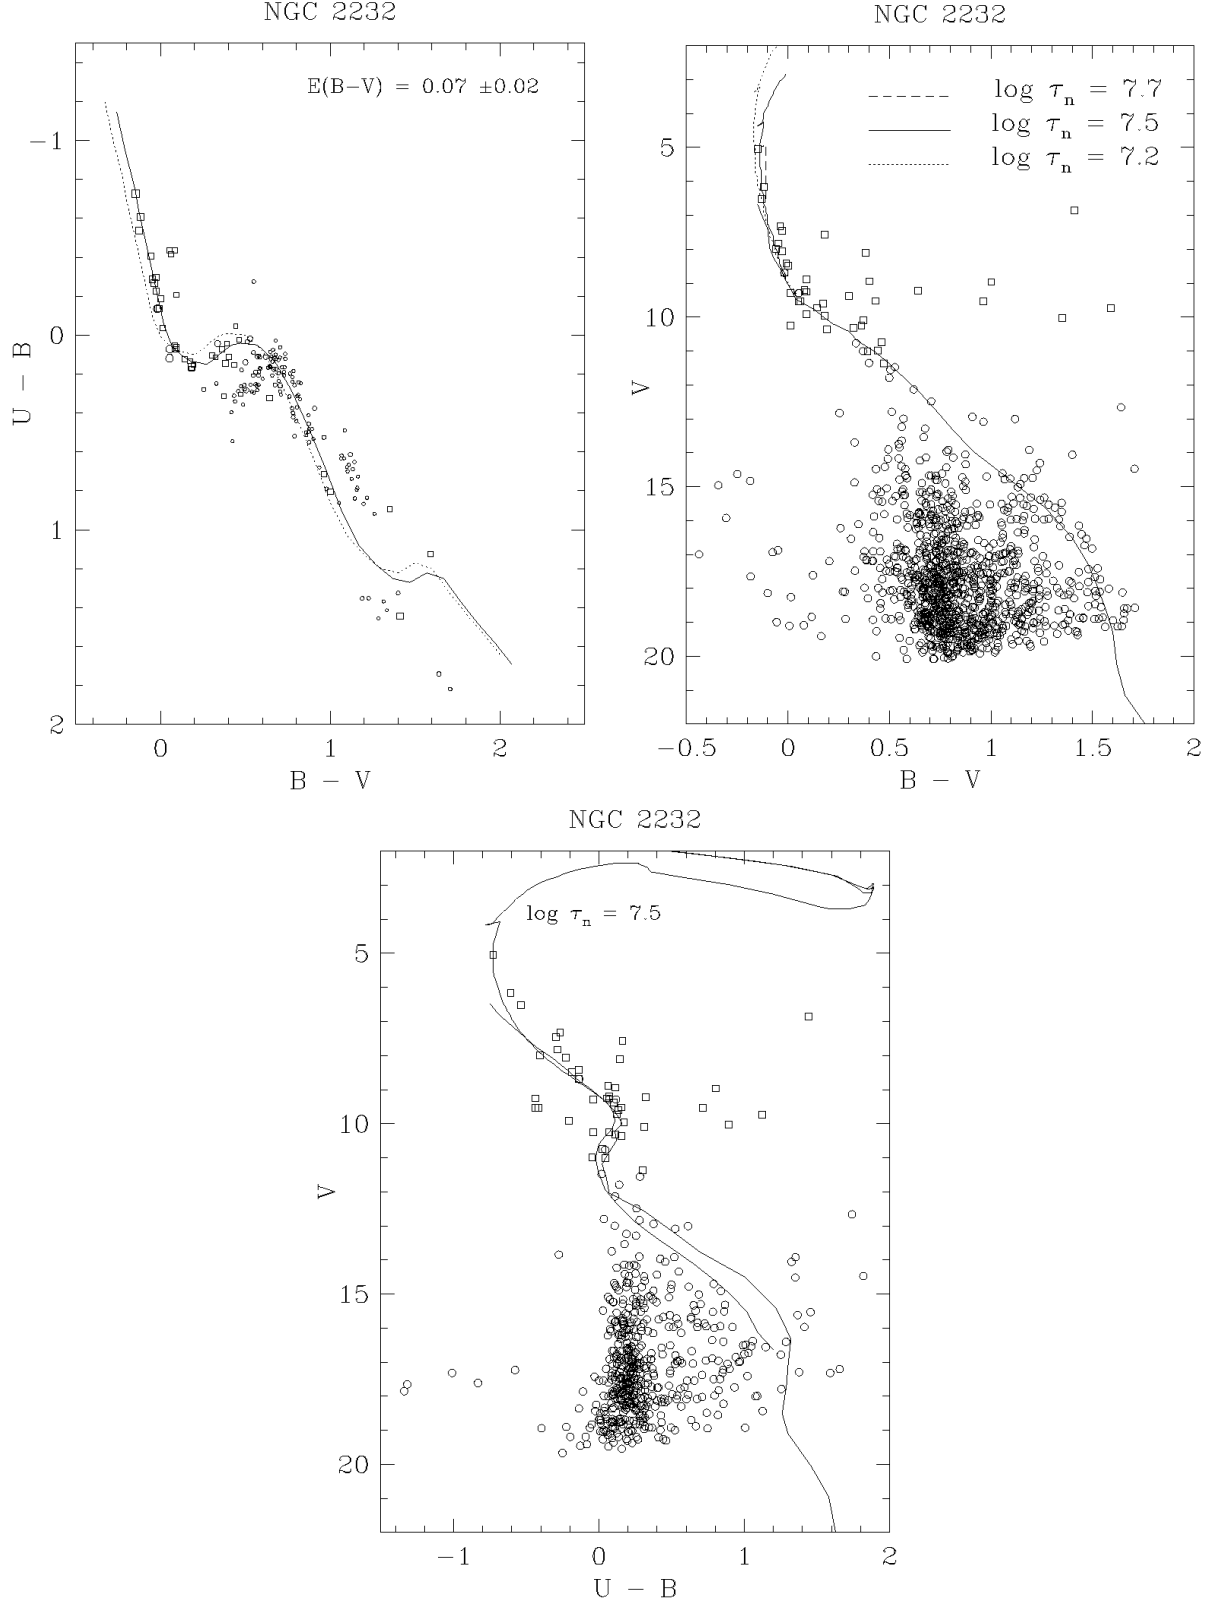 NGC 2232
NGC 2232
E(B−V) = 0.07 ±0.02
log τn = 7.7
log τn = 7.5
log τn = 7.2
−1
0
1
2
U − B
0
1
2
B − V
5
10
15
20
V
−0.5
0
0.5
1
1.5
2
B − V
NGC 2232
log τn = 7.5
5
10
15
20
V
−1
0
1
2
U − B